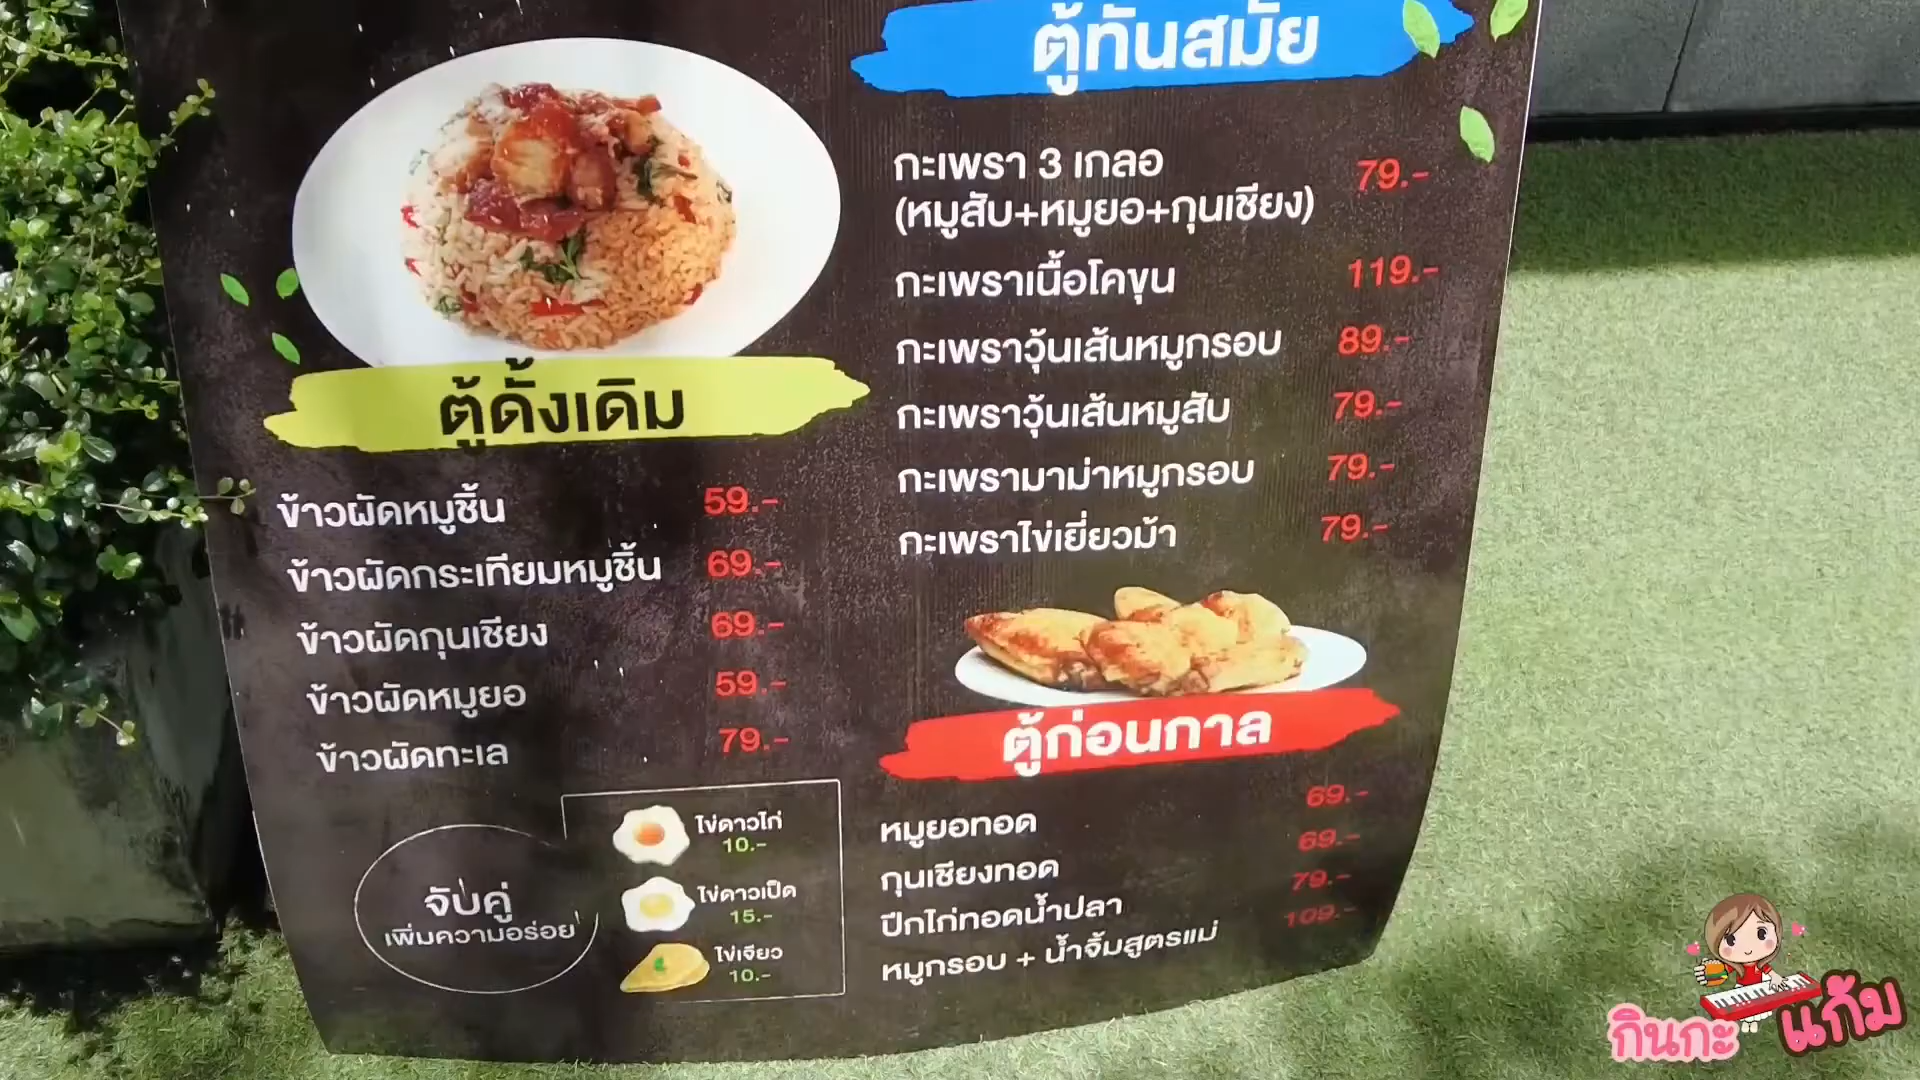 ตู้ดั้งเดิม
ข้าวผัดหมูชิ้น 59.-
ข้าวผัดกระเทียมหมูชิ้น 69.-
ข้าวผัดกุนเชียง 69.-
ข้าวผัดหมูยอ 59.-
ข้าวผัดทะเล 79.-
จับคู่
เพิ่มความอร่อย
ไข่ดาวไก่
10.-
ไข่ดาวเป็ด
15.-
ไข่เจียว
10.-
ตู้ทันสมัย
กะเพรา 3 เกลอ 79.-
(หมูสับ+หมูยอ+กุนเชียง)
กะเพราเนื้อโคขุน 119.-
กะเพราวุ้นเส้นหมูกรอบ 89.-
กะเพราวุ้นเส้นหมูสับ 79.-
กะเพรามาม่าหมูกรอบ 79.-
กะเพราไข่เยี่ยวม้า 79.-
ตู้ก่อนกาล
หมูยอทอด 69.-
กุนเชียงทอด 69.-
ปีกไก่ทอดน้ำปลา 79.-
หมูกรอบ + น้ำจิ้มสูตรแม่ 109.-
กินกะแก้ม